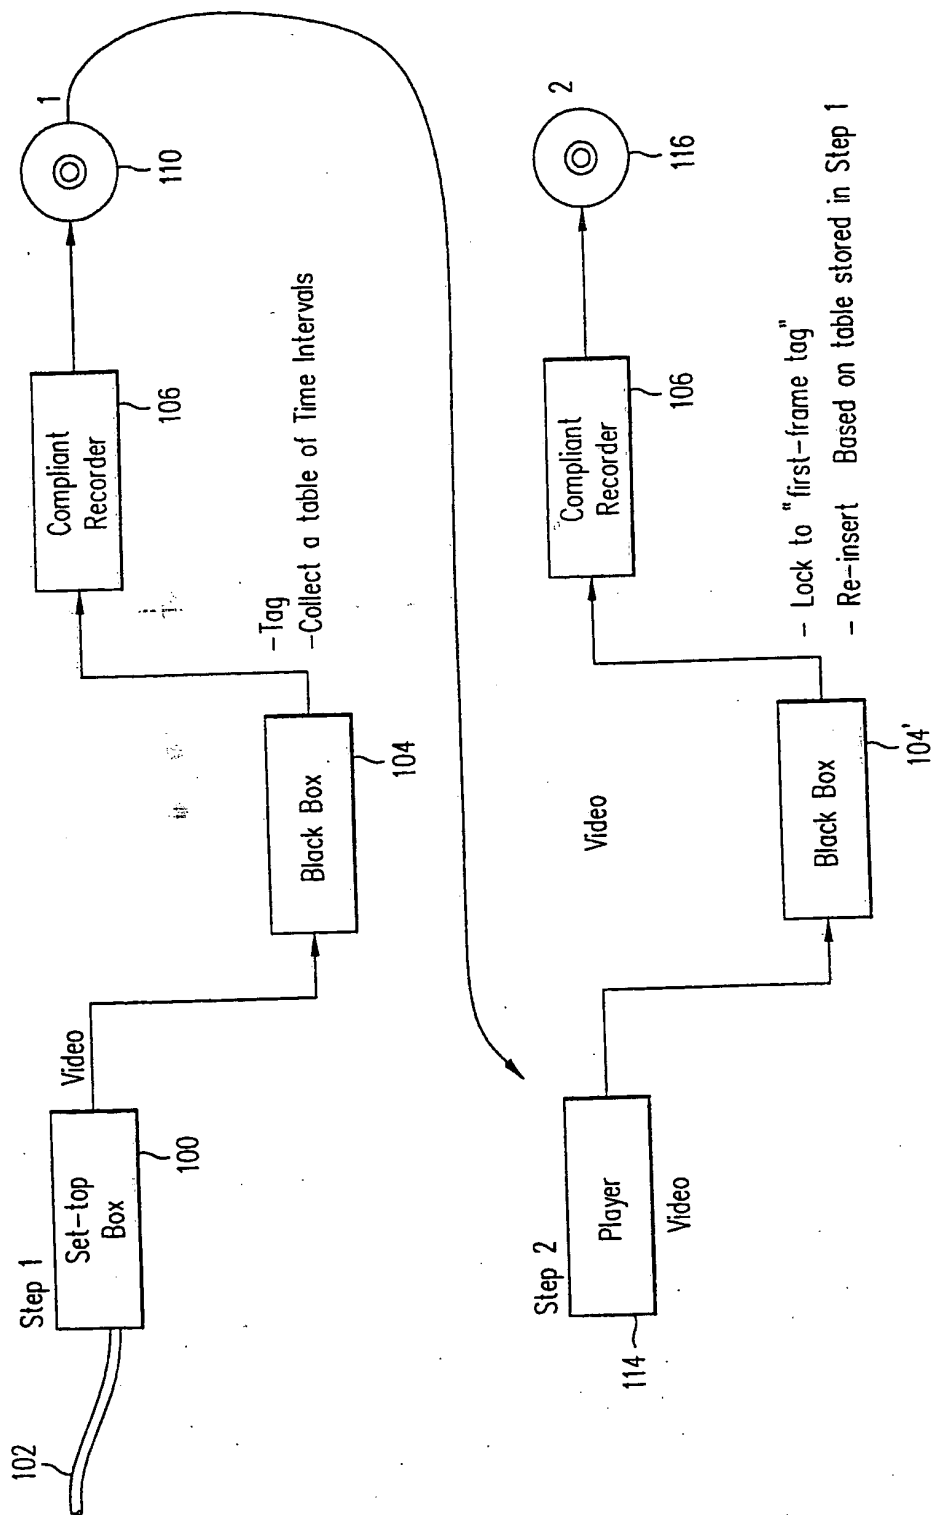 Step 1
102
Set-top
Box
100
Video
Black Box
104
-Tag
-Collect a table of Time Intervals
Compliant
Recorder
106
1
110
Step 2
Player
114
Video
Video
Black Box
104'
- Lock to "first-frame tag"
- Re-insert Based on table stored in Step 1
Compliant
Recorder
106
2
116